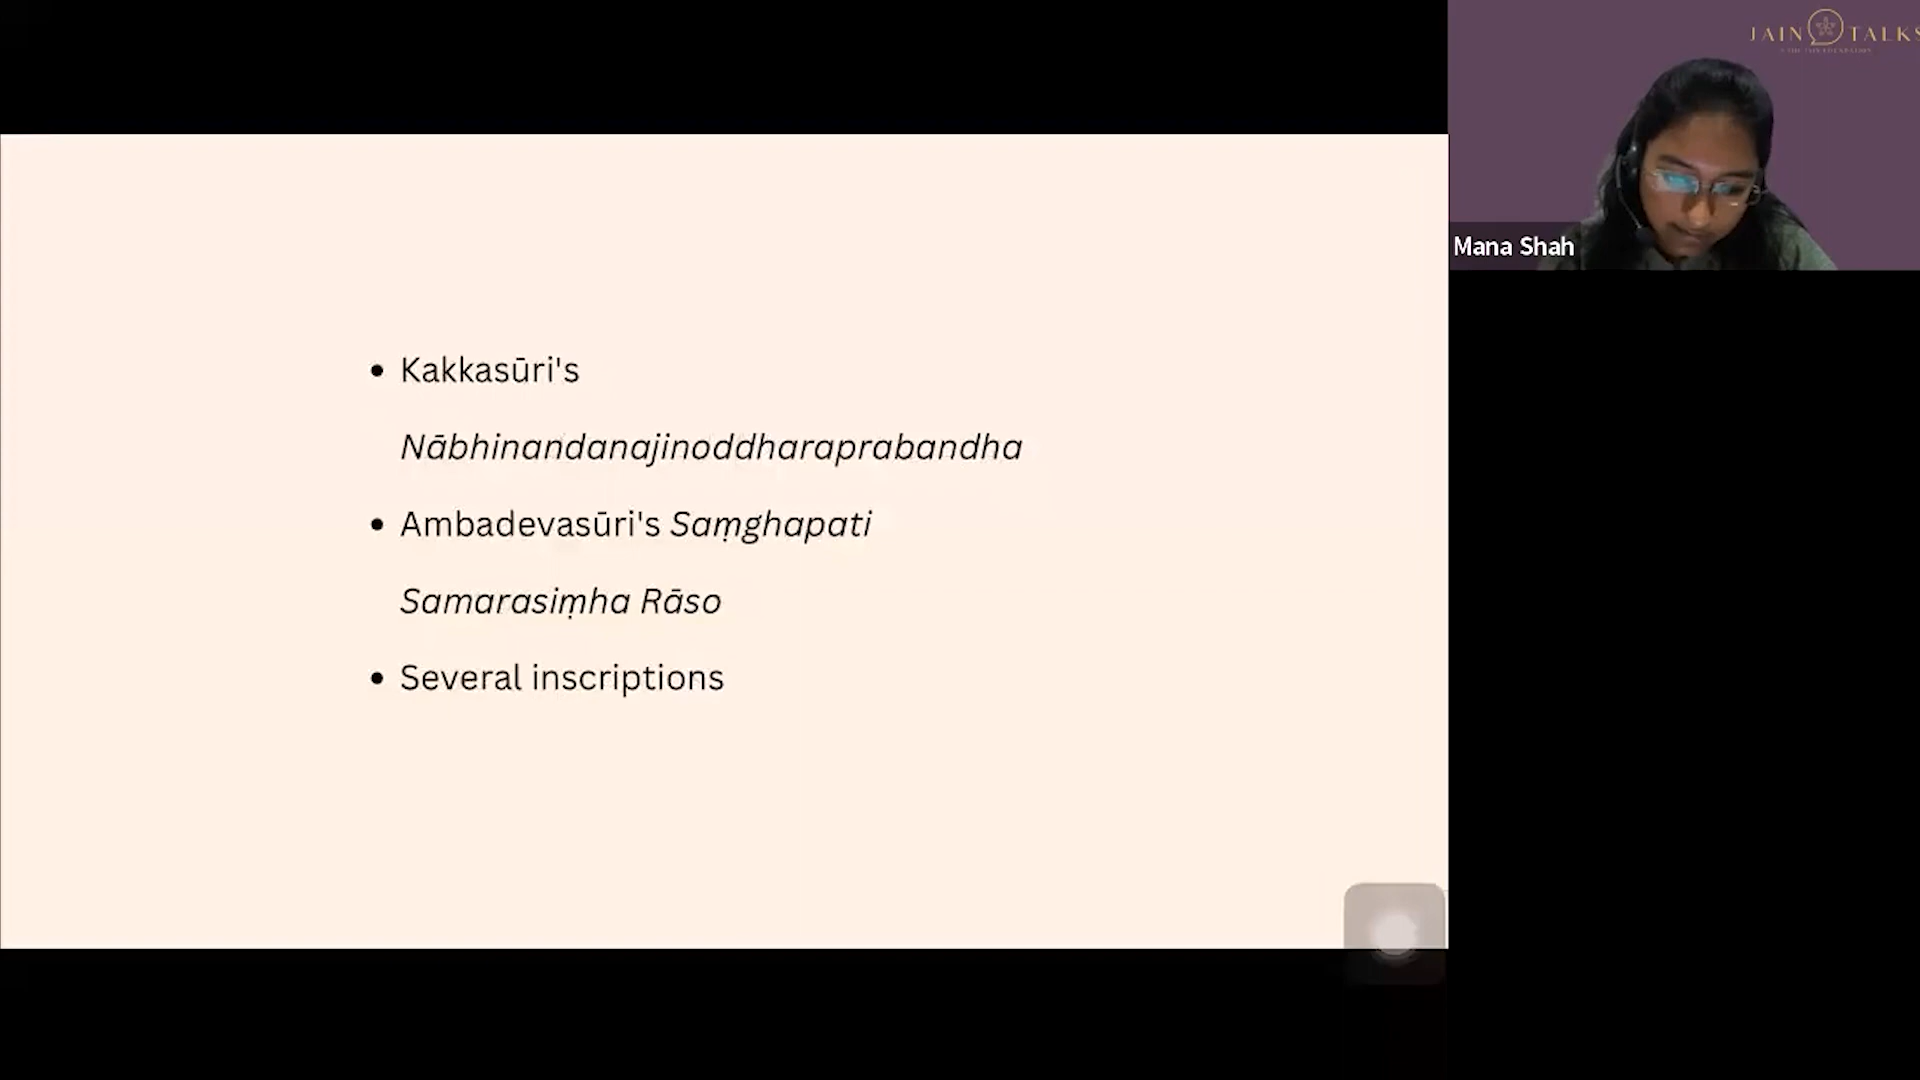 JAIN TALKS
Kakkasūri's
Nābhinandanajinoddharaprabandha
Ambadevasūri's Saṃghapati
Samarasiṃha Rāso
Several inscriptions
Mana Shah